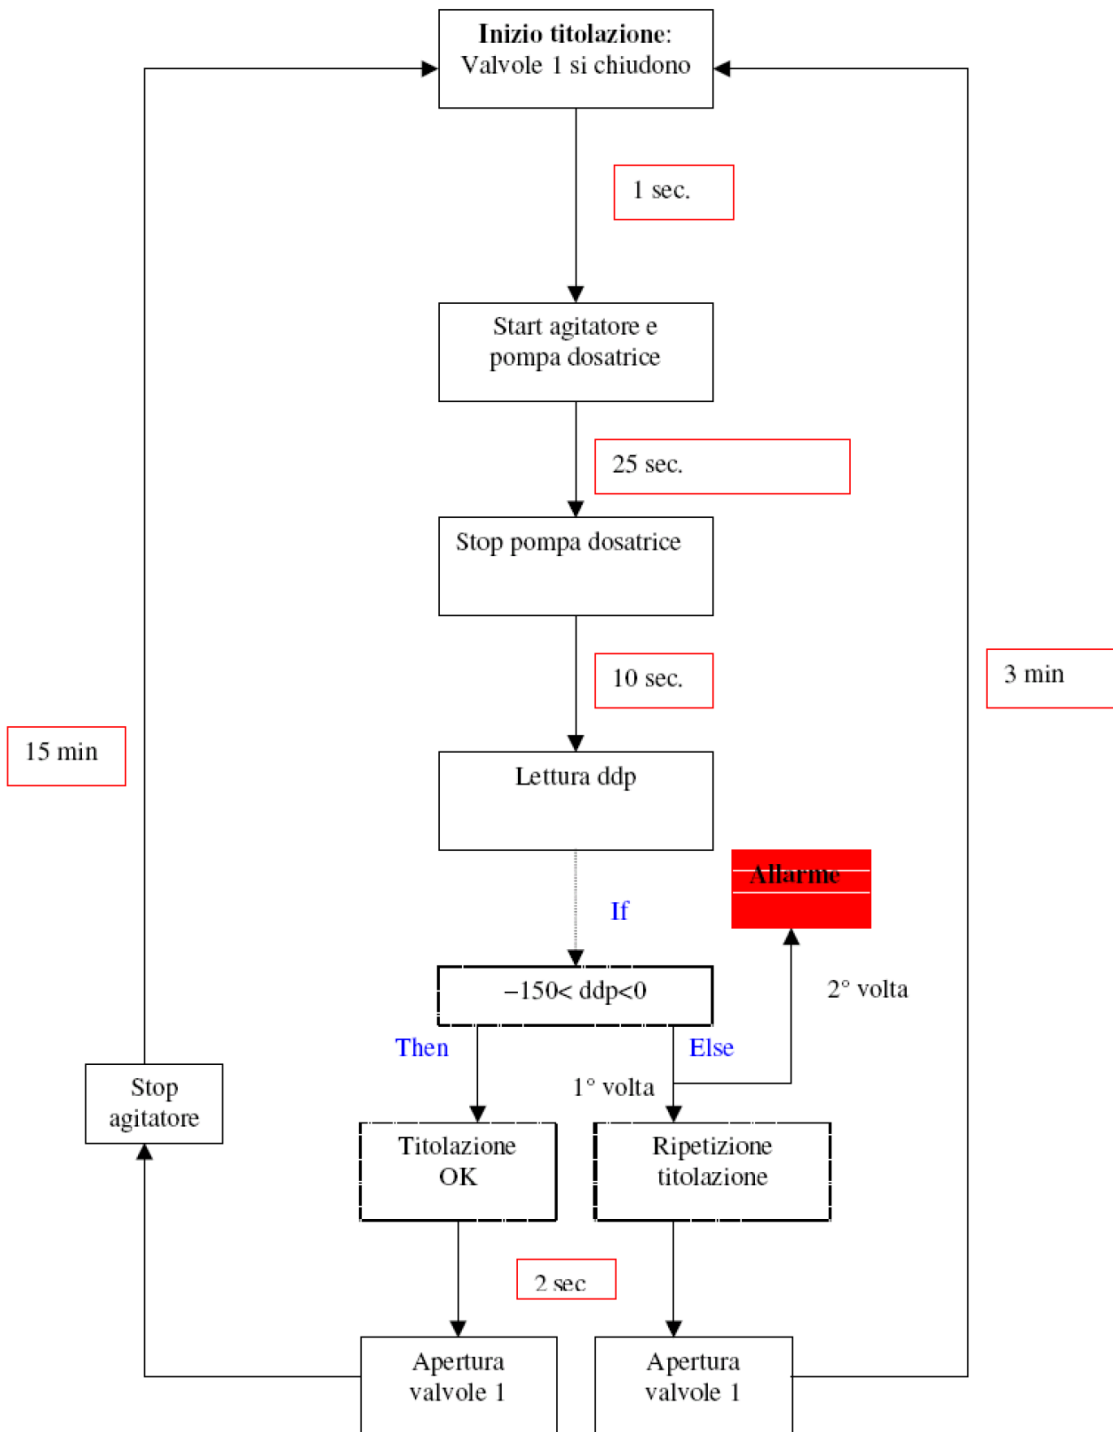 Inizio titolazione:
Valvole 1 si chiudono
1 sec.
Start agitatore e
pompa dosatrice
25 sec.
Stop pompa dosatrice
10 sec.
3 min
15 min
Lettura ddp
Allarme
If
–150< ddp<0
2° volta
Then
Else
1° volta
Stop
agitatore
Titolazione
OK
Ripetizione
titolazione
2 sec
Apertura
valvole 1
Apertura
valvole 1